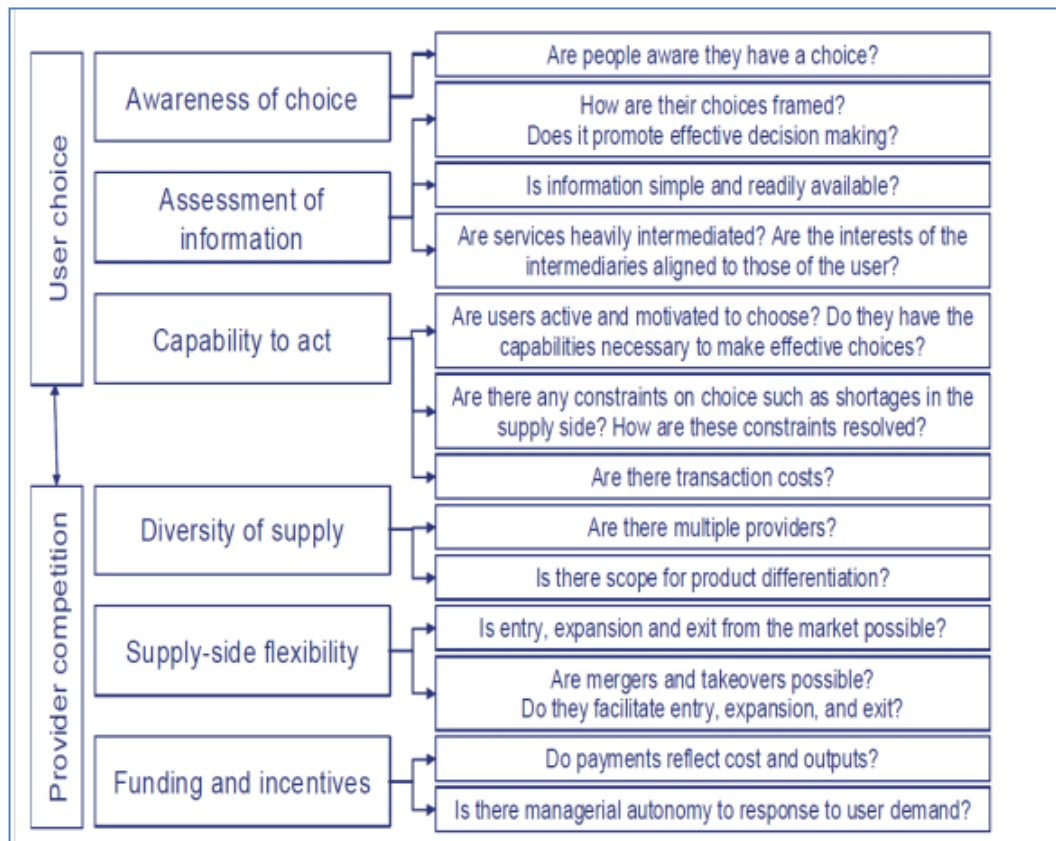 User choice
Awareness of choice
Are people aware they have a choice?
How are their choices framed?
Does it promote effective decision making?
Assessment of
information
Is information simple and readily available?
Are services heavily intermediated? Are the interests of the
intermediaries aligned to those of the user?
Capability to act
Are users active and motivated to choose? Do they have the
capabilities necessary to make effective choices?
Are there any constraints on choice such as shortages in the
supply side? How are these constraints resolved?
Are there transaction costs?
Provider competition
Diversity of supply
Are there multiple providers?
Is there scope for product differentiation?
Supply-side flexibility
Is entry, expansion and exit from the market possible?
Are mergers and takeovers possible?
Do they facilitate entry, expansion, and exit?
Funding and incentives
Do payments reflect cost and outputs?
Is there managerial autonomy to response to user demand?